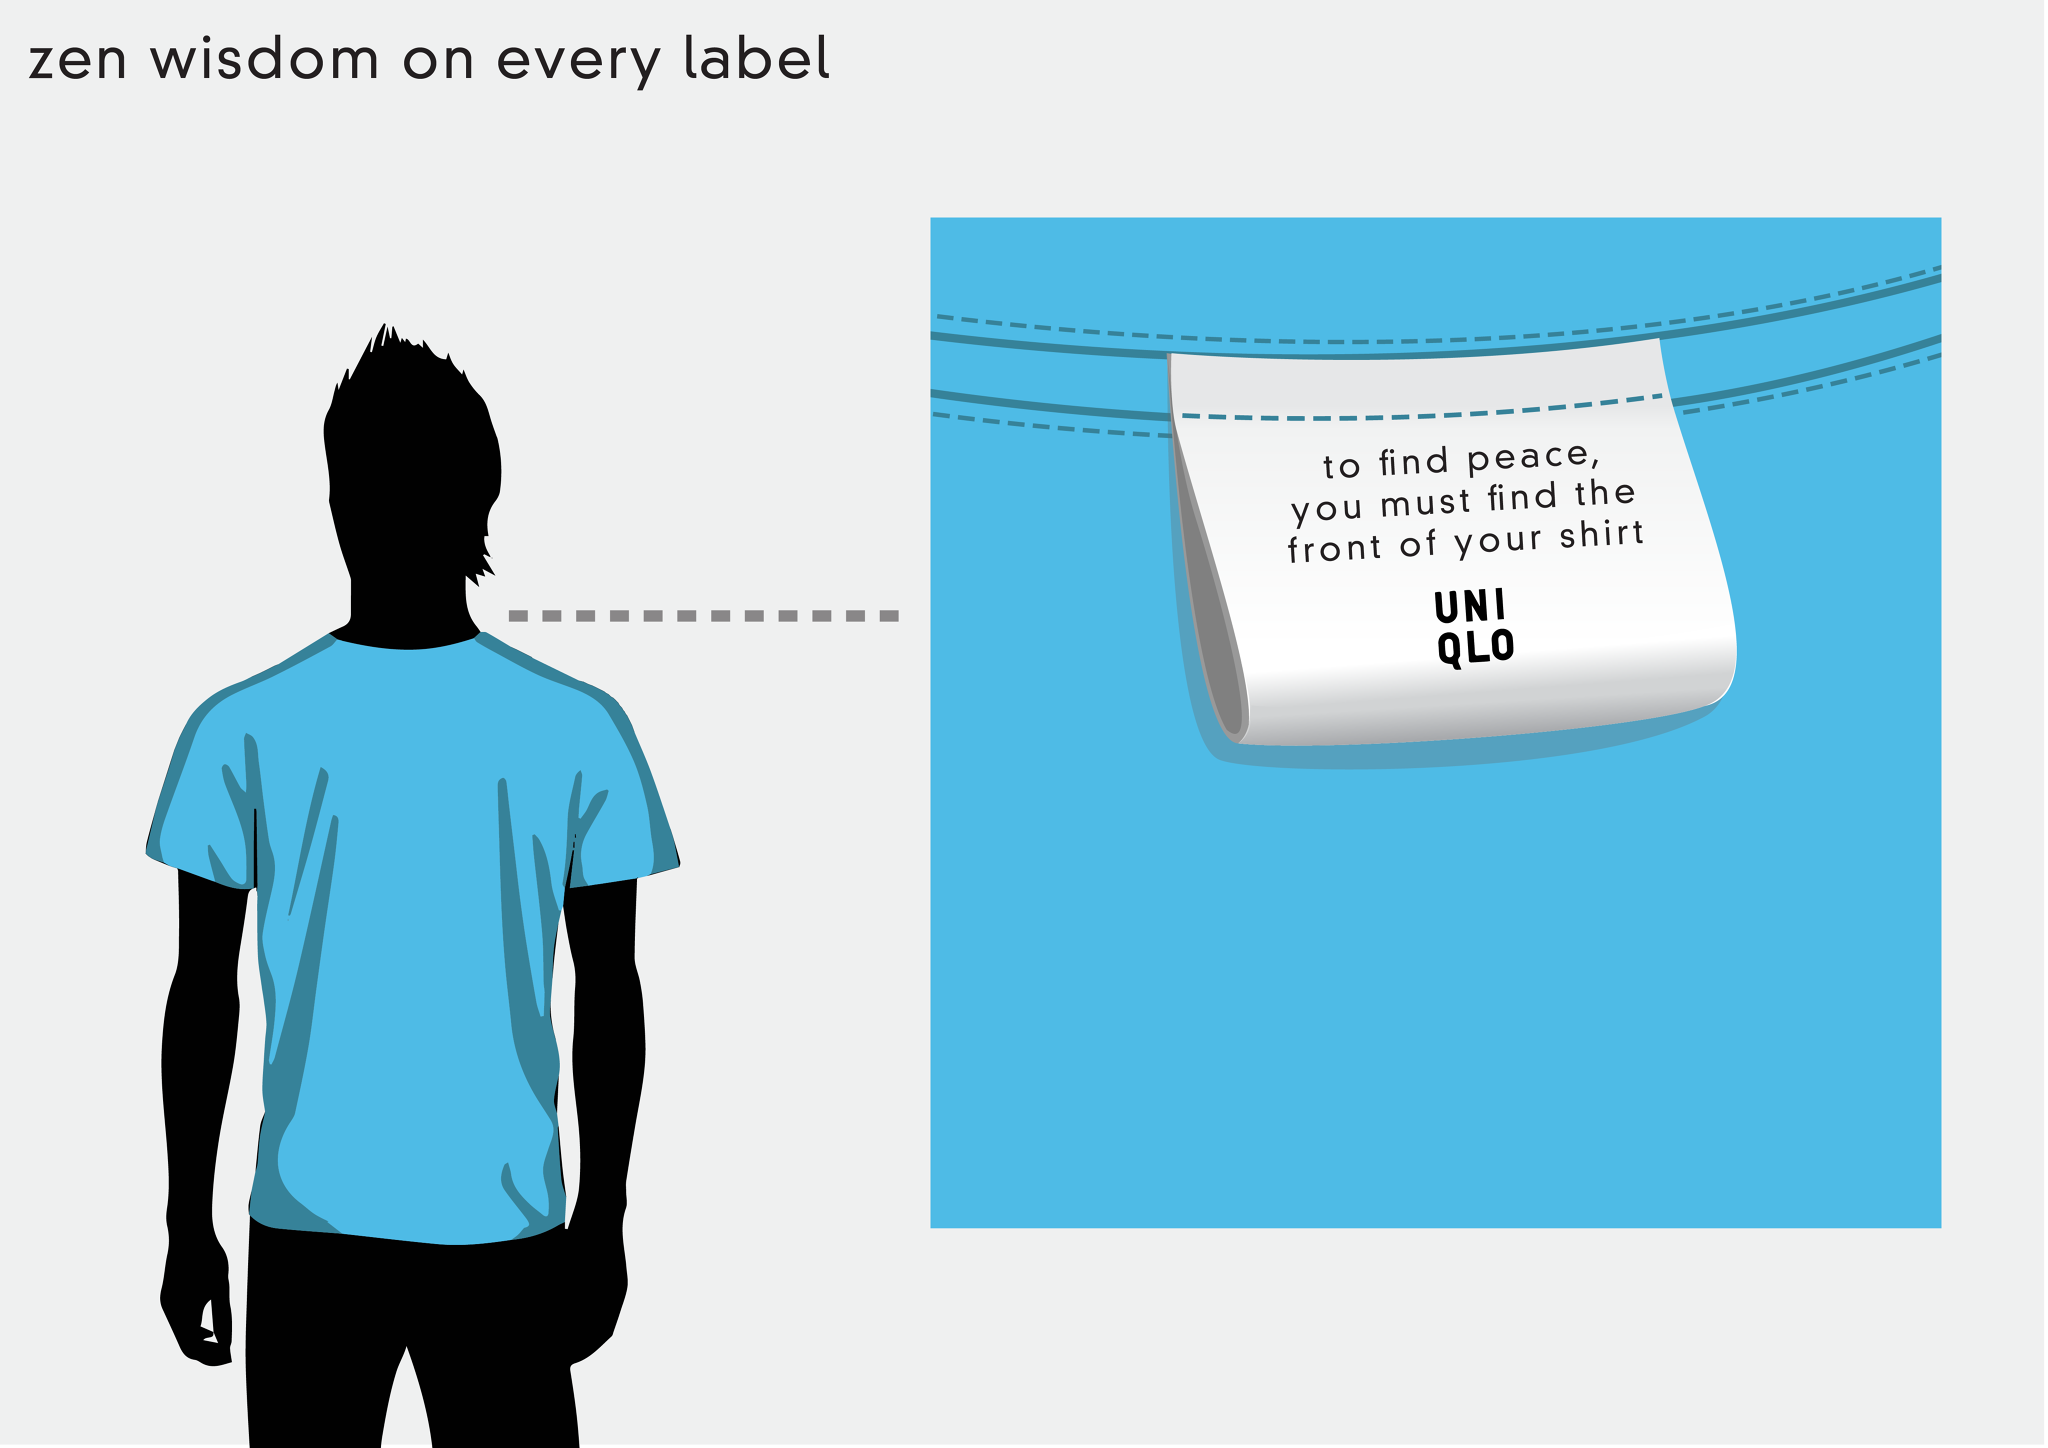 zen wisdom on every label
to find peace,
you must find the
front of your shirt
UNI
QLO